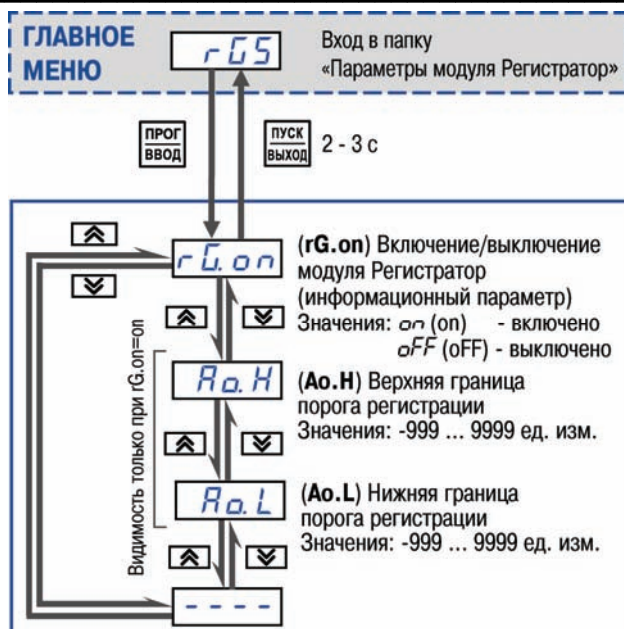 ГЛАВНОЕ
МЕНЮ
rGS
Вход в папку
«Параметры модуля Регистратор»
ПРОГ
ВВОД
ПУСК
ВЫХОД
2 - 3 с
rG.on
(rG.on) Включение/выключение
модуля Регистратор
(информационный параметр)
Значения: on (on) - включено
oFF (oFF) - выключено
Видимость только при rG.on=on
Ao.H
(Ao.H) Верхняя граница
порога регистрации
Значения: -999 ... 9999 ед. изм.
Ao.L
(Ao.L) Нижняя граница
порога регистрации
Значения: -999 ... 9999 ед. изм.
- - - -